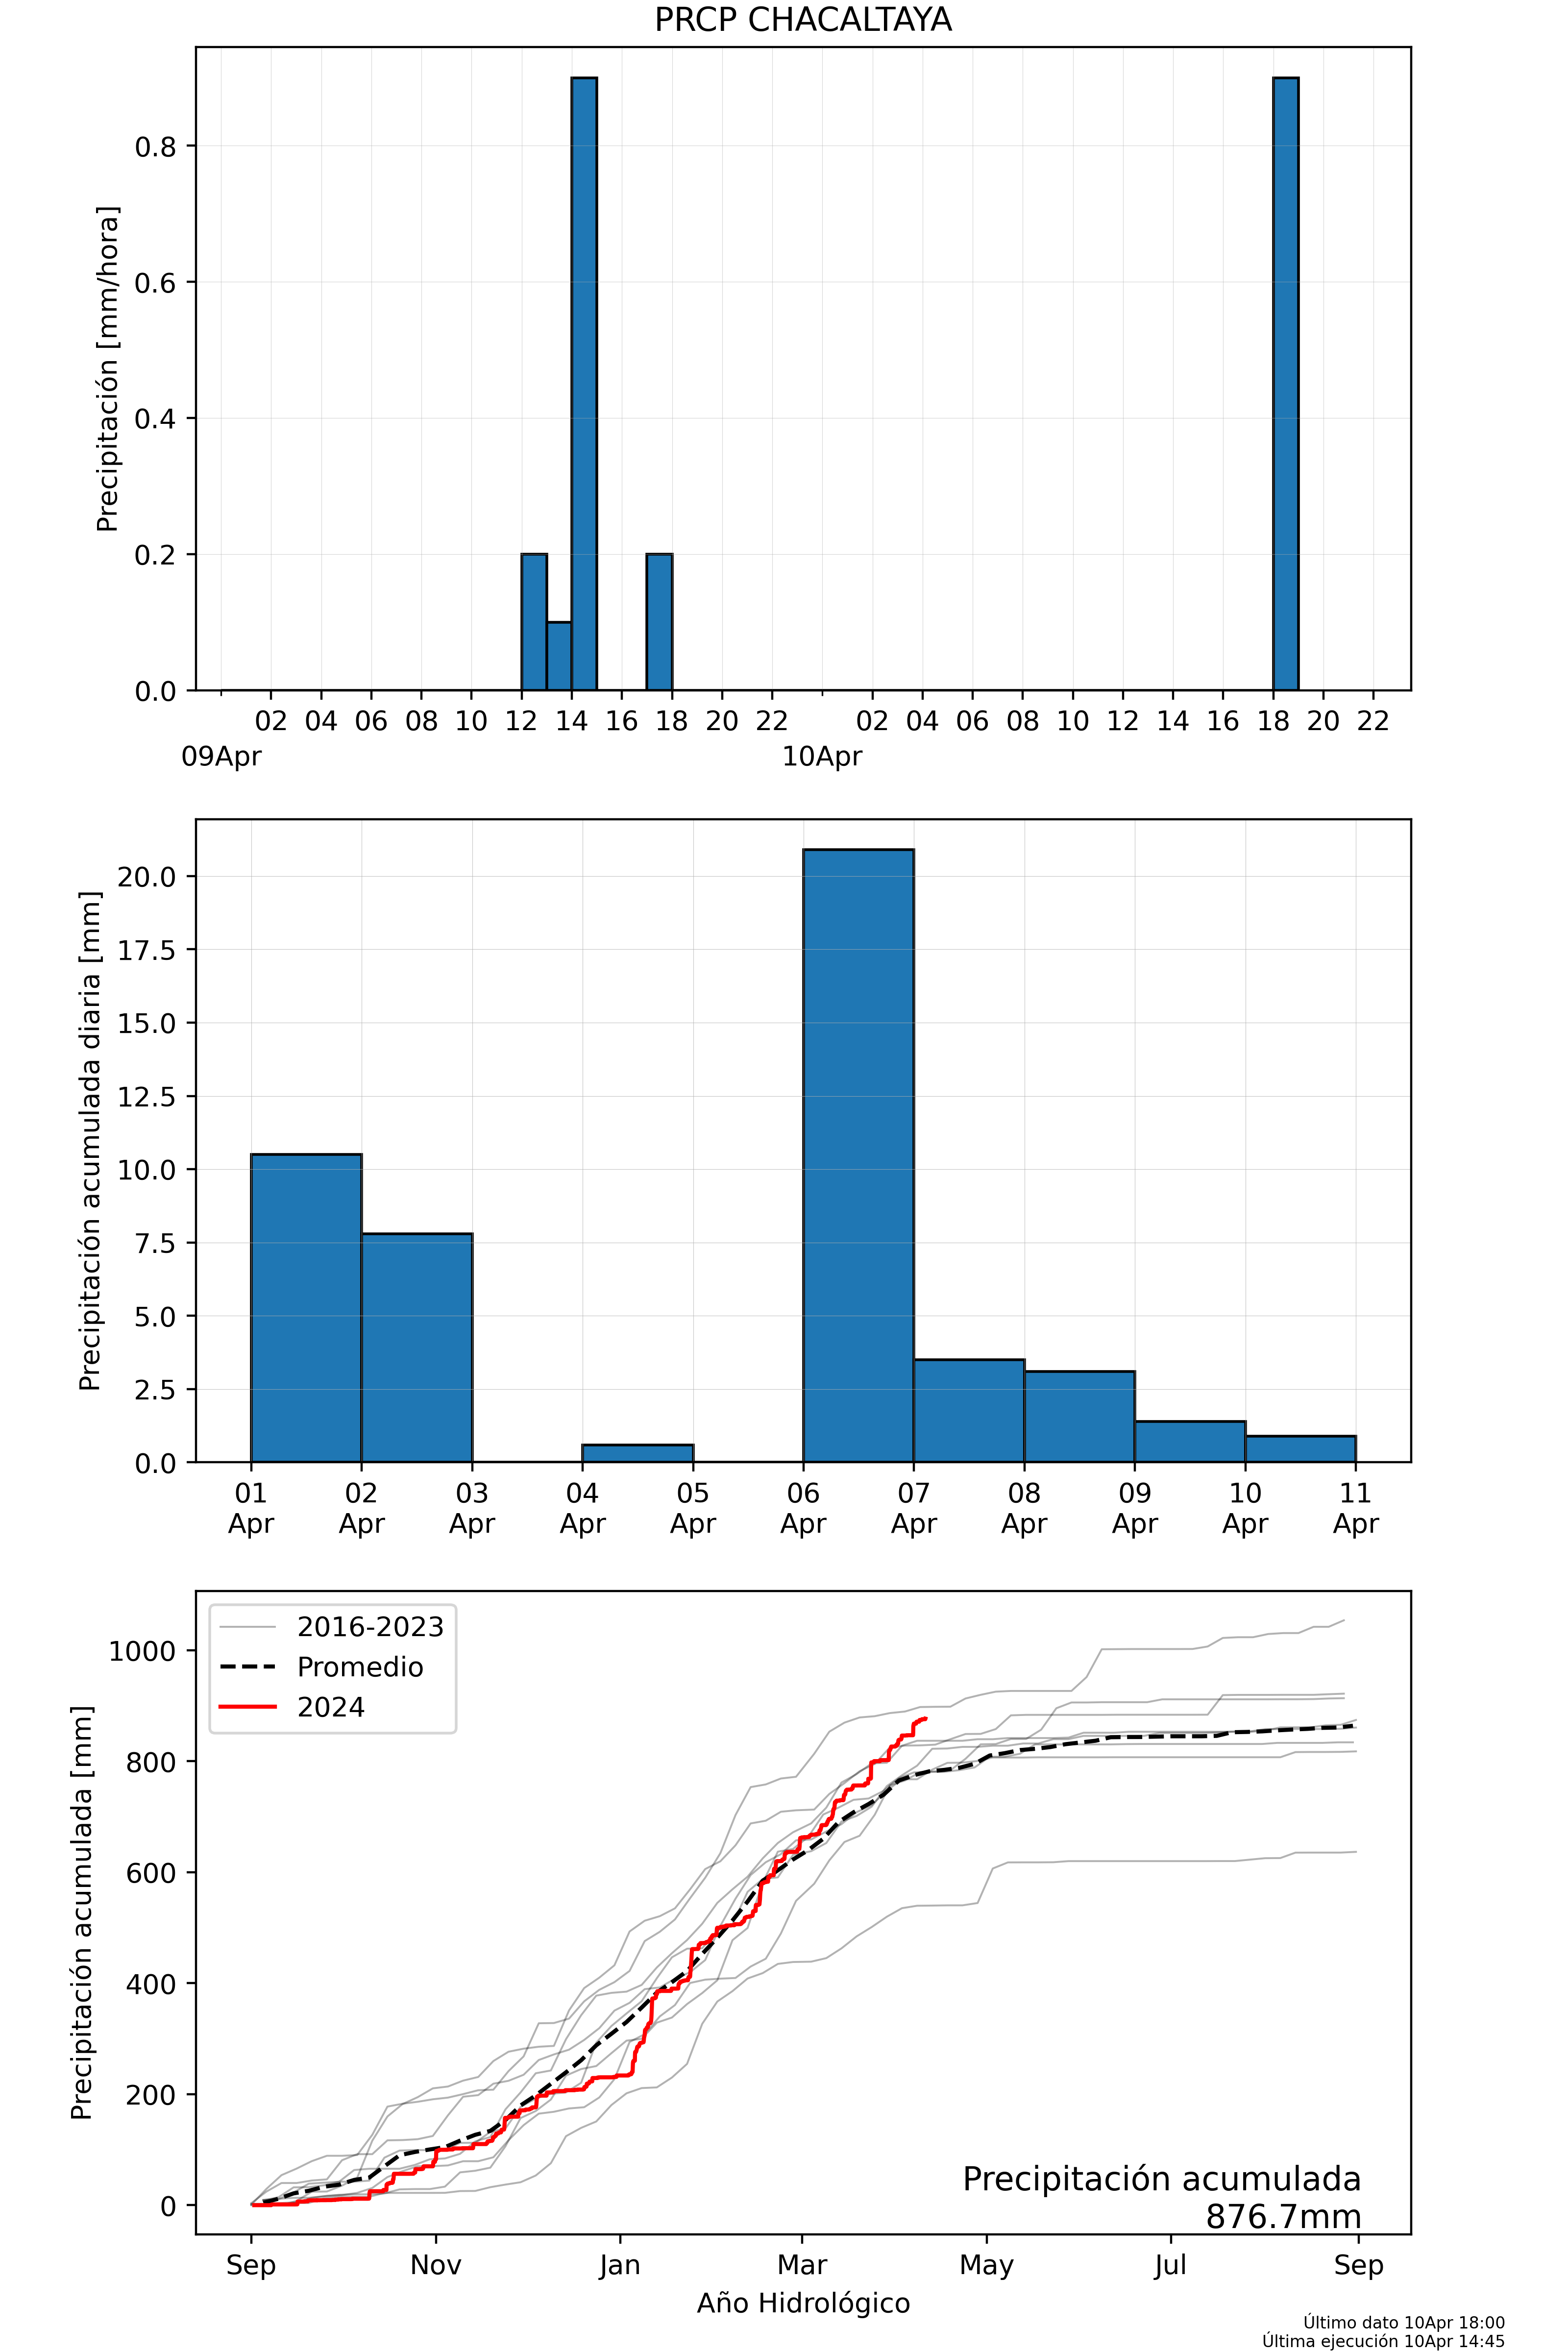 PRCP CHACALTAYA
Precipitación [mm/hora]
0.8
0.6
0.4
0.2
0.0
02 04 06 08 10 12 14 16 18 20 22 02 04 06 08 10 12 14 16 18 20 22
09Apr 10Apr
Precipitación acumulada diaria [mm]
20.0
17.5
15.0
12.5
10.0
7.5
5.0
2.5
0.0
01 02 03 04 05 06 07 08 09 10 11
Apr Apr Apr Apr Apr Apr Apr Apr Apr Apr Apr
Precipitación acumulada [mm]
1000
800
600
400
200
0
2016-2023
Promedio
2024
Precipitación acumulada
876.7mm
Sep Nov Jan Mar May Jul Sep
Año Hidrológico
Último dato 10Apr 18:00
Última ejecución 10Apr 14:45